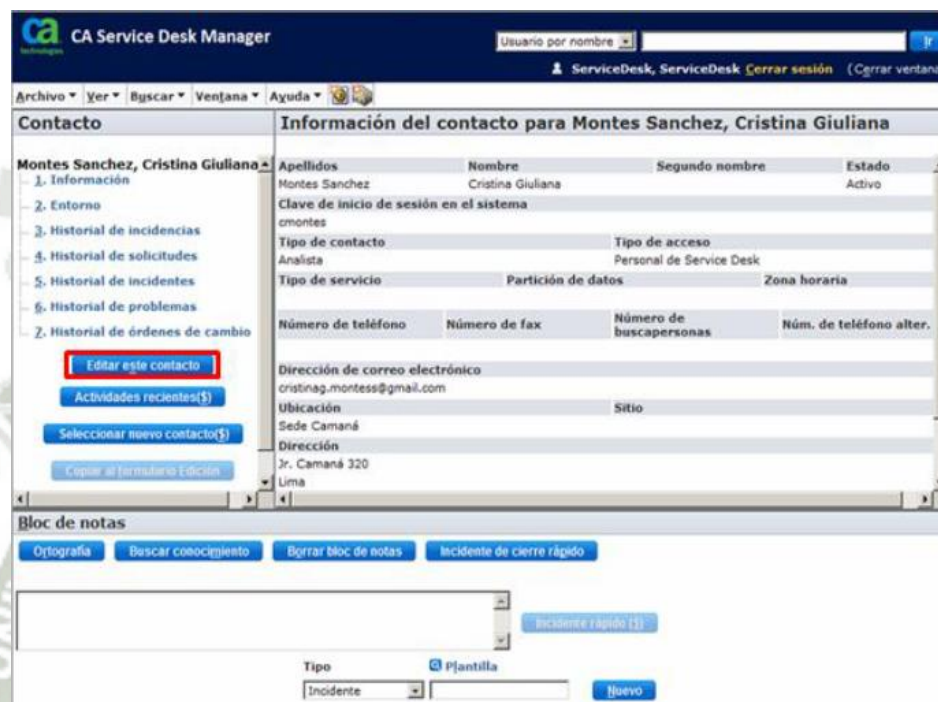 ca
technologies
CA Service Desk Manager
Usuario por nombre
Ir
ServiceDesk, ServiceDesk Cerrar sesión (Cerrar ventana
Archivo Ver Buscar Ventana Ayuda
Contacto
Montes Sanchez, Cristina Giuliana
1. Información
2. Entorno
3. Historial de incidencias
4. Historial de solicitudes
5. Historial de incidentes
6. Historial de problemas
7. Historial de órdenes de cambio
Editar este contacto
Actividades recientes($)
Seleccionar nuevo contacto($)
Copiar al formulario Edición
Información del contacto para Montes Sanchez, Cristina Giuliana
Apellidos Nombre Segundo nombre Estado
Montes Sanchez Cristina Giuliana Activo
Clave de inicio de sesión en el sistema
cmontes
Tipo de contacto Tipo de acceso
Analista Personal de Service Desk
Tipo de servicio Partición de datos Zona horaria
Número de teléfono Número de fax Número de buscapersonas Núm. de teléfono alter.
Dirección de correo electrónico
cristinag.montess@gmail.com
Ubicación Sitio
Sede Camaná
Dirección
Jr. Camaná 320
Lima
Bloc de notas
Ortografía Buscar conocimiento Borrar bloc de notas Incidente de cierre rápido
Incidente rápido ($)
Tipo Plantilla
Incidente Nuevo